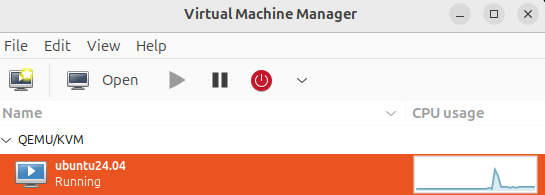 Virtual Machine Manager
File Edit View Help
Open
Name CPU usage
QEMU/KVM
ubuntu24.04
Running